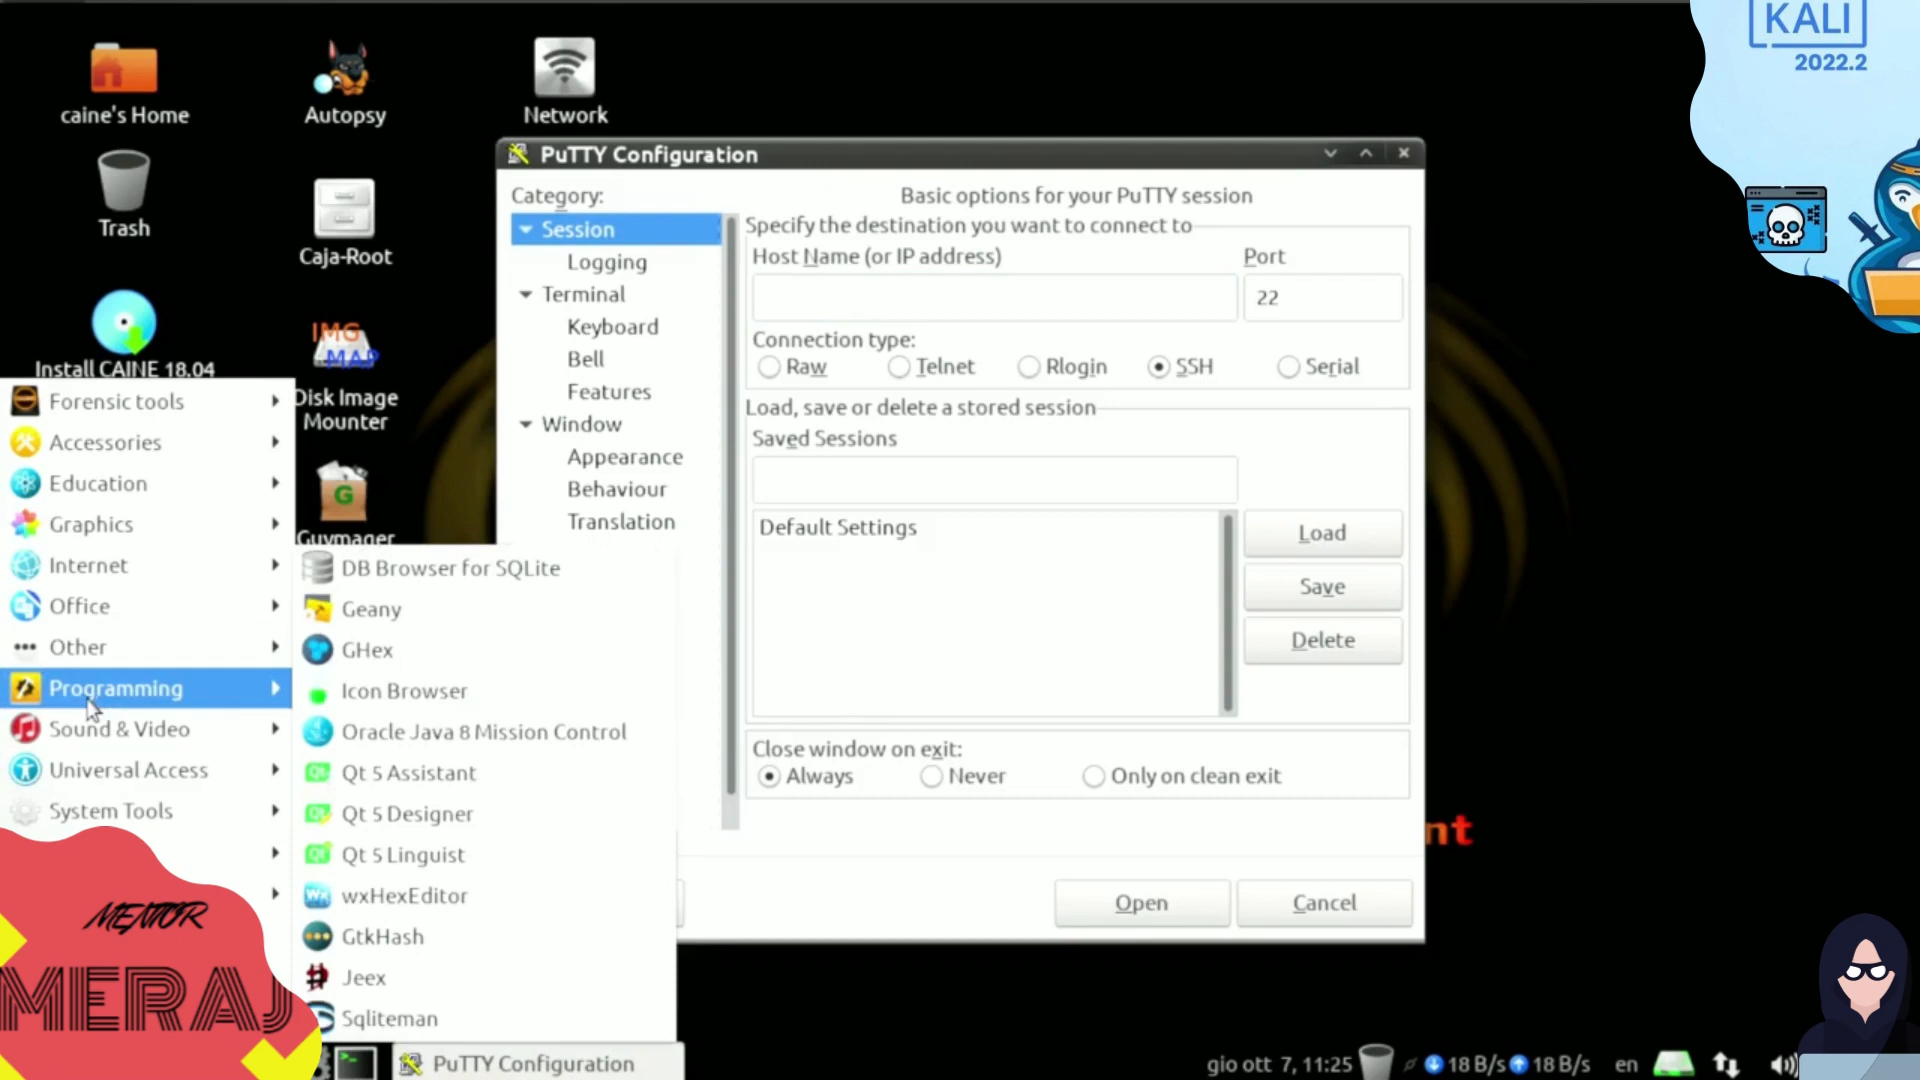 KALI
2022.2
caine's Home
Autopsy
Network
Trash
Caja-Root
Install CAINE 18.04
IMG
MAP
Disk Image
Mounter
G
Guymager
PuTTY Configuration
Category:
Session
Logging
Terminal
Keyboard
Bell
Features
Window
Appearance
Behaviour
Translation
Basic options for your PuTTY session
Specify the destination you want to connect to
Host Name (or IP address)
Port
22
Connection type:
Raw
Telnet
Rlogin
SSH
Serial
Load, save or delete a stored session
Saved Sessions
Default Settings
Load
Save
Delete
Close window on exit:
Always
Never
Only on clean exit
Open
Cancel
Forensic tools
Accessories
Education
Graphics
Internet
Office
Other
Programming
Sound & Video
Universal Access
System Tools
DB Browser for SQLite
Geany
GHex
Icon Browser
Oracle Java 8 Mission Control
Qt 5 Assistant
Qt 5 Designer
Qt 5 Linguist
wxHexEditor
GtkHash
Jeex
Sqliteman
nt
MENTOR
MERAJ
PuTTY Configuration
gio ott 7, 11:25
18 B/s
18 B/s
en